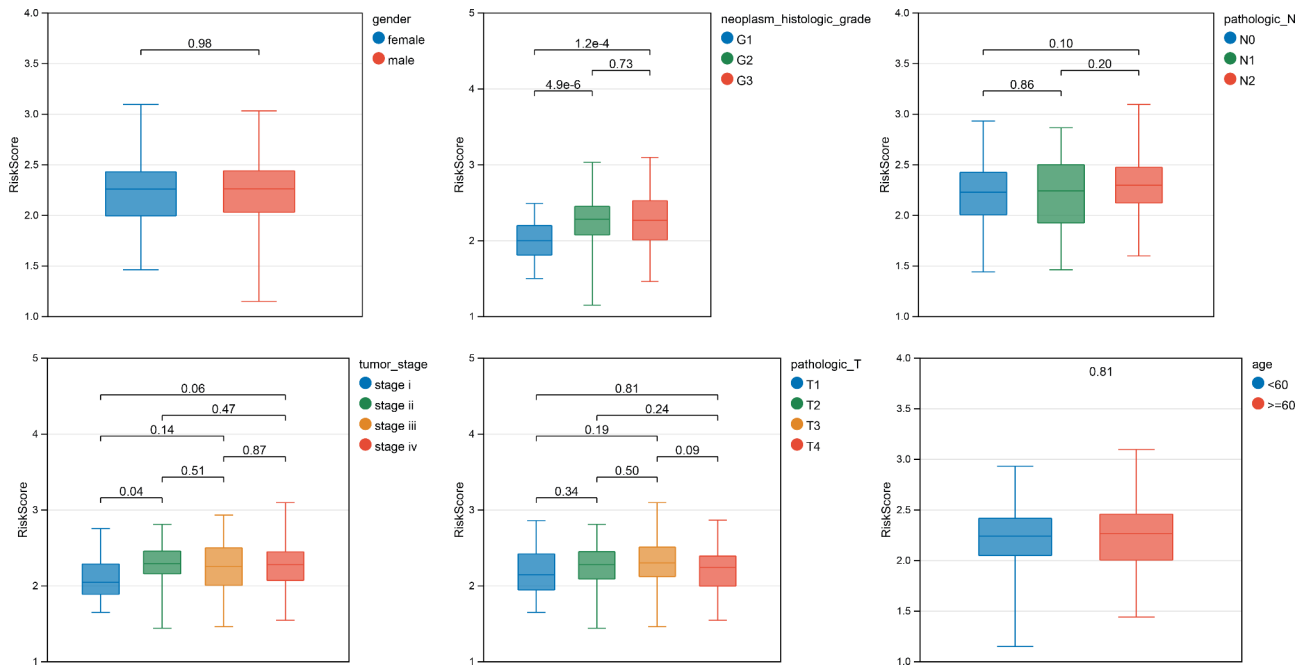 gender
female
male
4.0
3.5
3.0
2.5
2.0
1.5
1.0
RiskScore
0.98
neoplasm_histologic_grade
G1
G2
G3
5
4
3
2
1
RiskScore
1.2e-4
0.73
4.9e-6
pathologic_N
N0
N1
N2
4.0
3.5
3.0
2.5
2.0
1.5
1.0
RiskScore
0.10
0.20
0.86
tumor_stage
stage i
stage ii
stage iii
stage iv
5
4
3
2
1
RiskScore
0.06
0.47
0.14
0.87
0.51
0.04
pathologic_T
T1
T2
T3
T4
5
4
3
2
1
RiskScore
0.81
0.24
0.19
0.09
0.50
0.34
age
<60
>=60
4.0
3.5
3.0
2.5
2.0
1.5
1.0
RiskScore
0.81